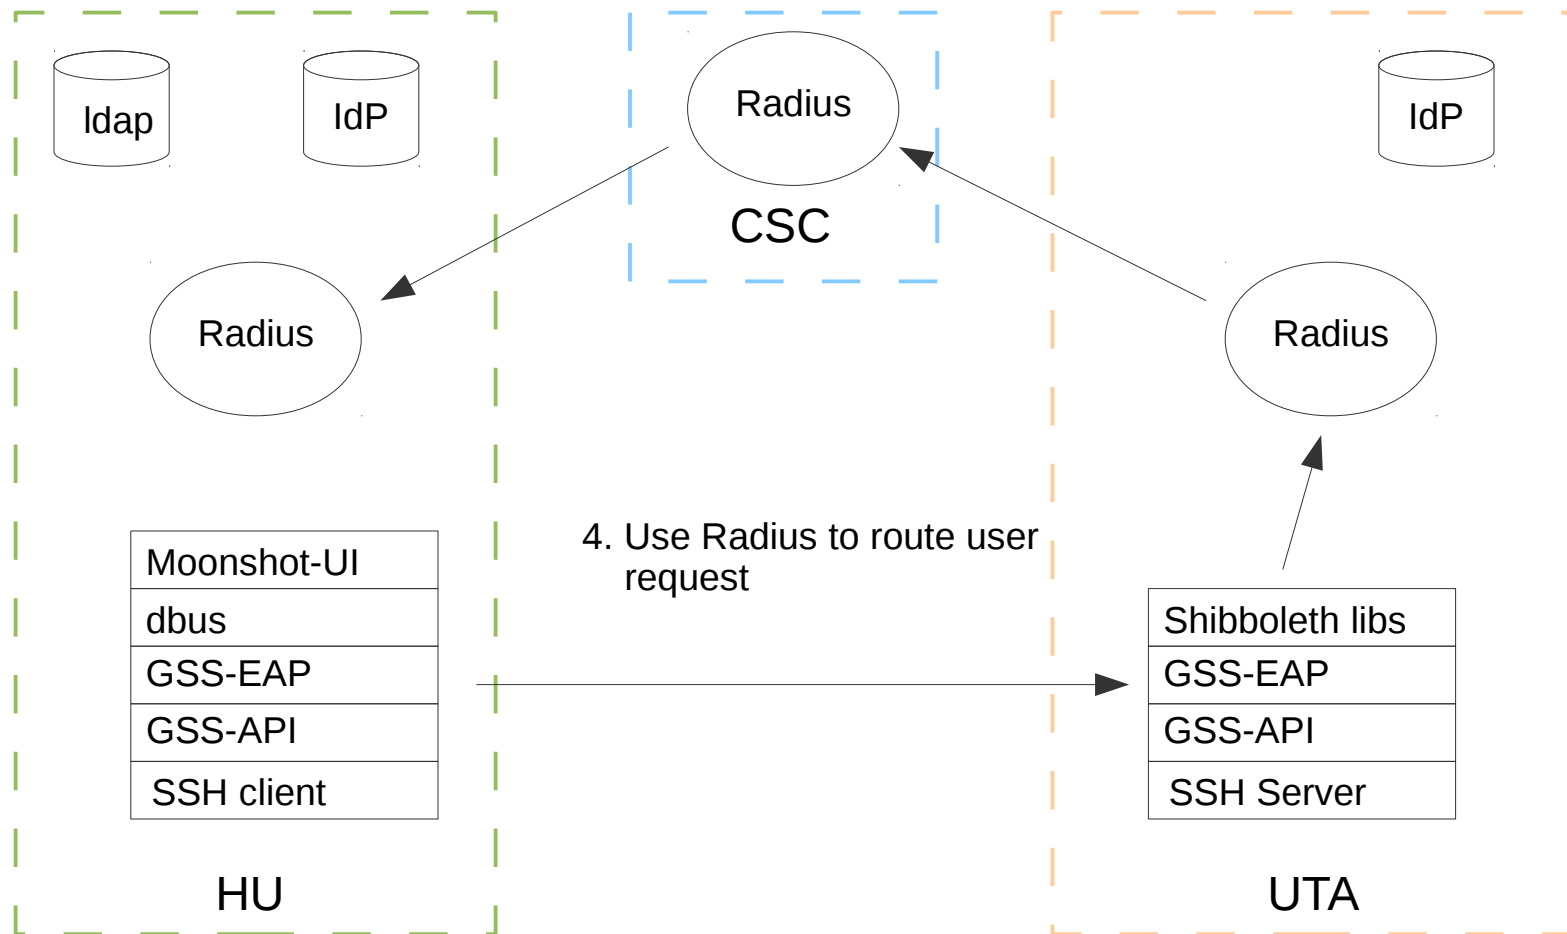 ldap
IdP
Radius
CSC
IdP
Radius
Radius
4. Use Radius to route user
request
Moonshot-UI
dbus
GSS-EAP
GSS-API
SSH client
HU
Shibboleth libs
GSS-EAP
GSS-API
SSH Server
UTA